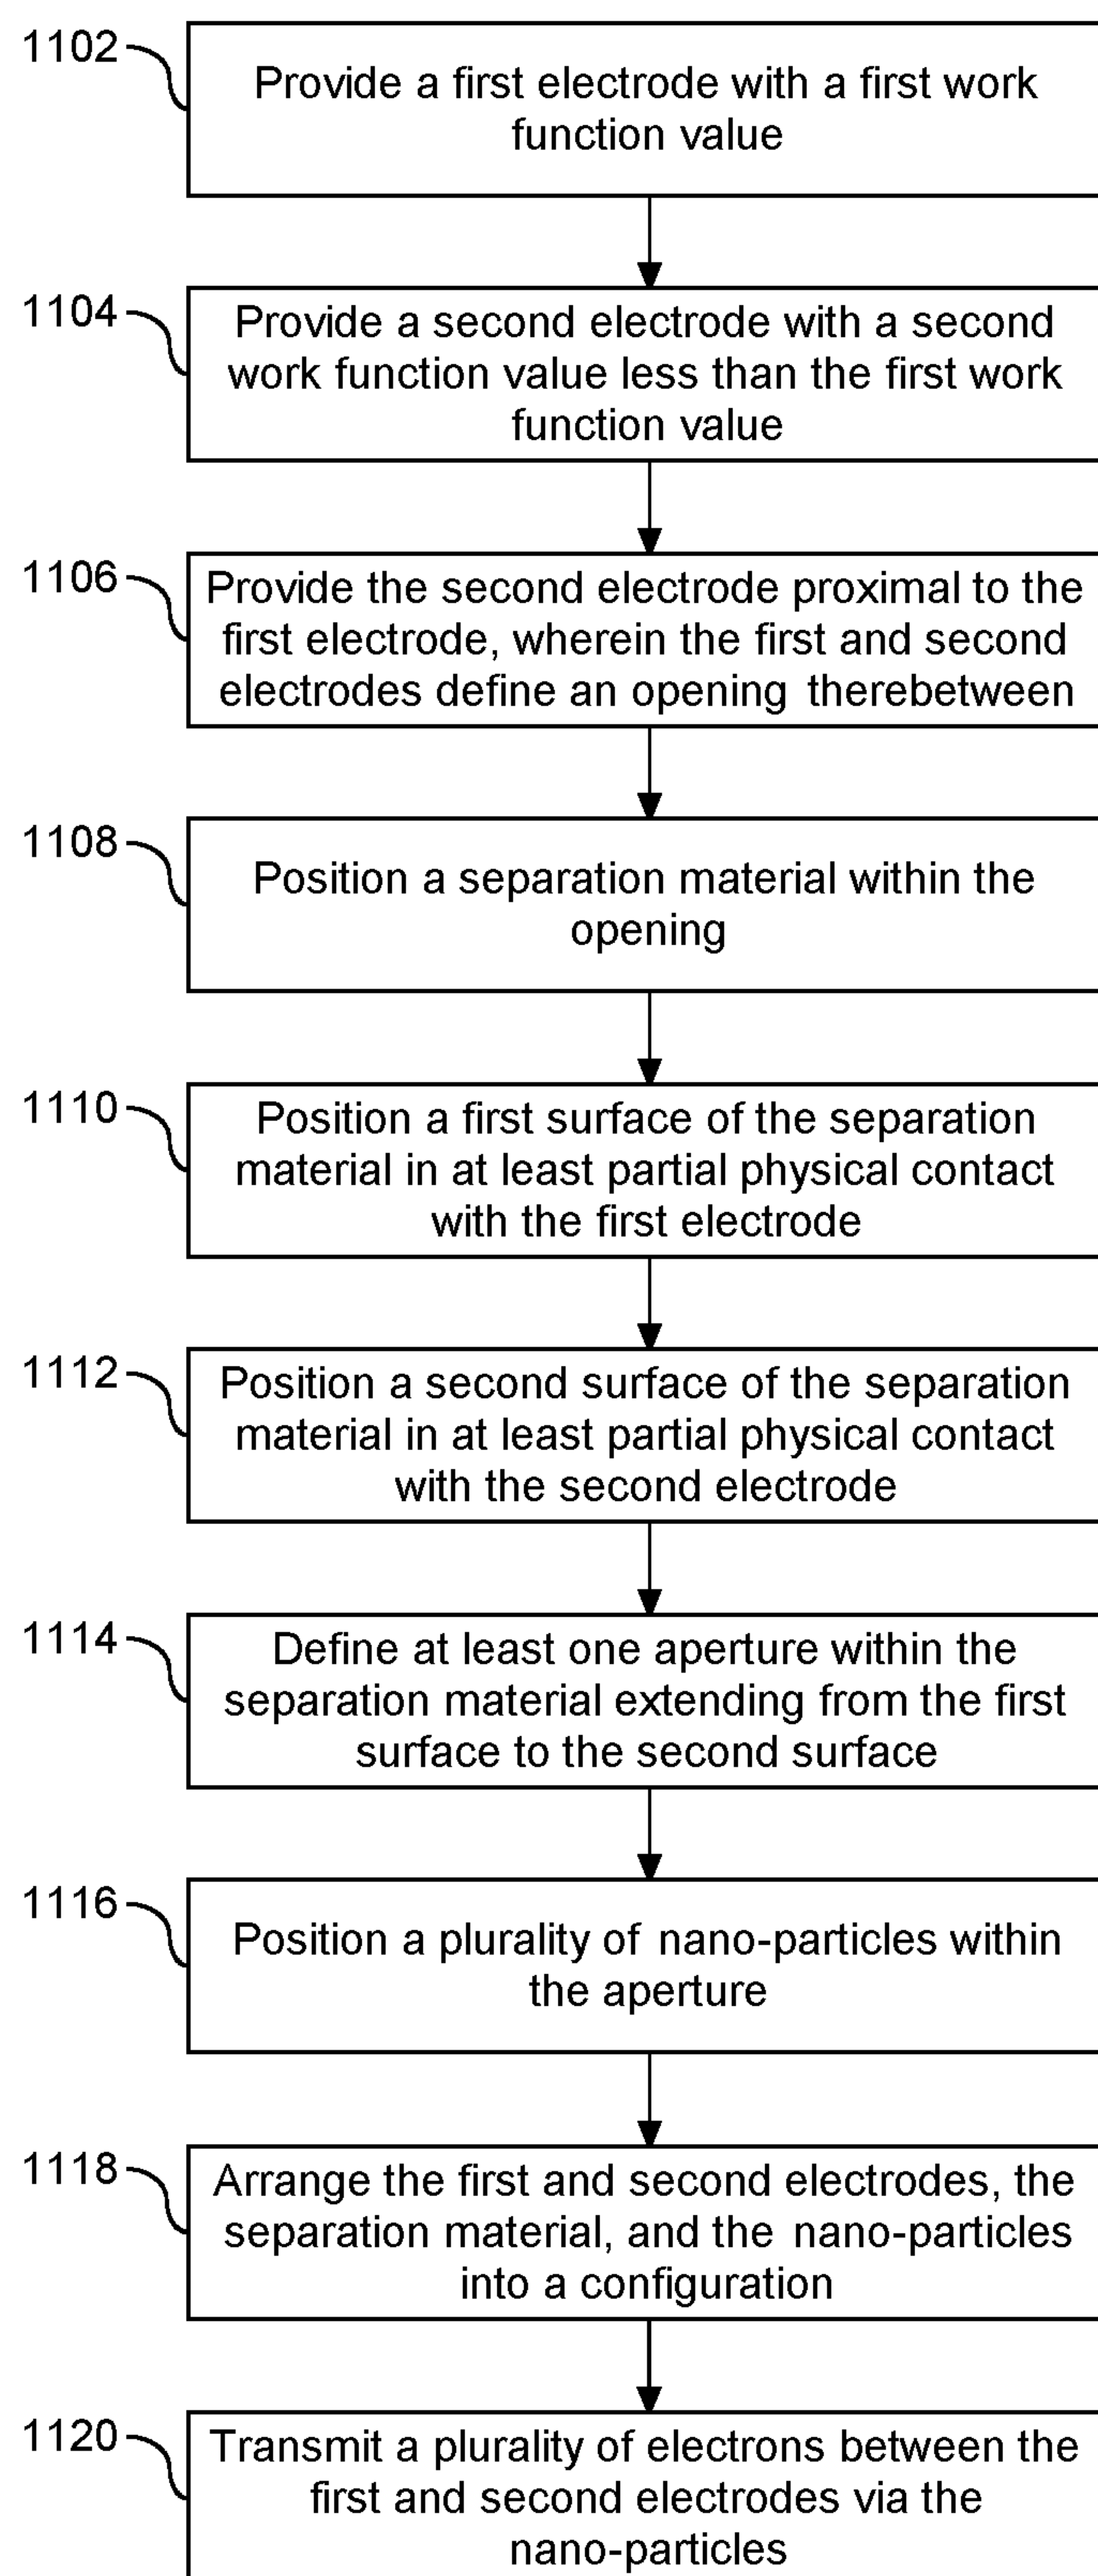 1102
Provide a first electrode with a first work
function value
1104
Provide a second electrode with a second
work function value less than the first work
function value
1106
Provide the second electrode proximal to the
first electrode, wherein the first and second
electrodes define an opening therebetween
1108
Position a separation material within the
opening
1110
Position a first surface of the separation
material in at least partial physical contact
with the first electrode
1112
Position a second surface of the separation
material in at least partial physical contact
with the second electrode
1114
Define at least one aperture within the
separation material extending from the first
surface to the second surface
1116
Position a plurality of nano-particles within
the aperture
1118
Arrange the first and second electrodes, the
separation material, and the nano-particles
into a configuration
1120
Transmit a plurality of electrons between the
first and second electrodes via the
nano-particles